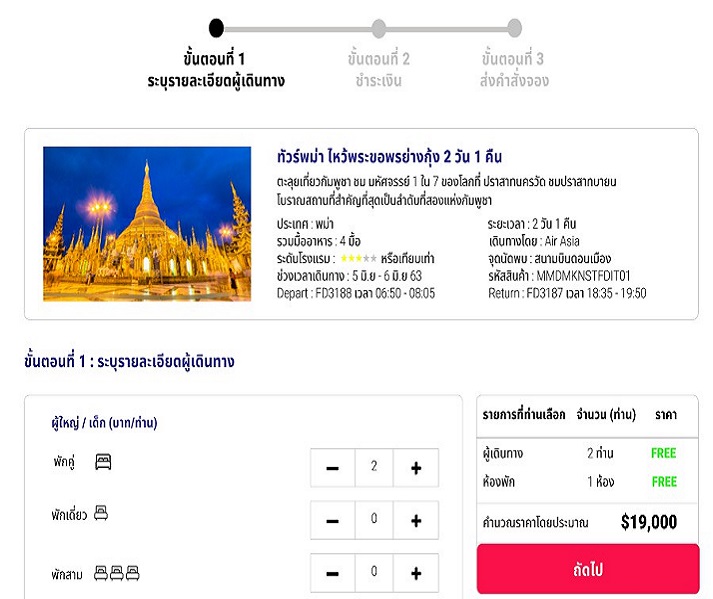 ขั้นตอนที่ 1
ระบุรายละเอียดผู้เดินทาง
ขั้นตอนที่ 2
ชำระเงิน
ขั้นตอนที่ 3
ส่งคำสั่งจอง
ทัวร์พม่า ไหว้พระขอพรย่างกุ้ง 2 วัน 1 คืน
ตะลุยเที่ยวกัมพูชา ชม มหัศจรรย์ 1 ใน 7 ของโลกที่ ปราสาทนครวัด ชมปราสาทบายน
โบราณสถานที่สำคัญที่สุดเป็นลำดับที่สองแห่งกัมพูชา
ประเทศ : พม่า
ระยะเวลา : 2 วัน 1 คืน
รวมมื้ออาหาร : 4 มื้อ
เดินทางโดย : Air Asia
ระดับโรงแรม : หรือเทียบเท่า
จุดนัดพบ : สนามบินดอนเมือง
ช่วงเวลาเดินทาง : 5 มิ.ย - 6 มิ.ย 63
รหัสสินค้า : MMDMKNSTFDIT01
Depart : FD3188 เวลา 06:50 - 08:05
Return : FD3187 เวลา 18:35 - 19:50
ขั้นตอนที่ 1 : ระบุรายละเอียดผู้เดินทาง
ผู้ใหญ่ / เด็ก (บาท/ท่าน)
พักคู่ 2
พักเดี่ยว 0
พักสาม 0
รายการที่ท่านเลือก จำนวน (ท่าน) ราคา
ผู้เดินทาง 2 ท่าน FREE
ห้องพัก 1 ห้อง FREE
คำนวณราคาโดยประมาณ $19,000
ถัดไป